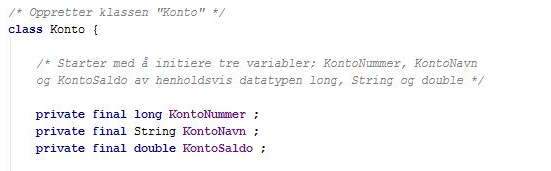 /* Oppretter klassen "Konto" */
class Konto {
/* Starter med å initiere tre variabler; KontoNummer, KontoNavn
og KontoSaldo av henholdsvis datatypen long, String og double */
private final long KontoNummer ;
private final String KontoNavn ;
private final double KontoSaldo ;